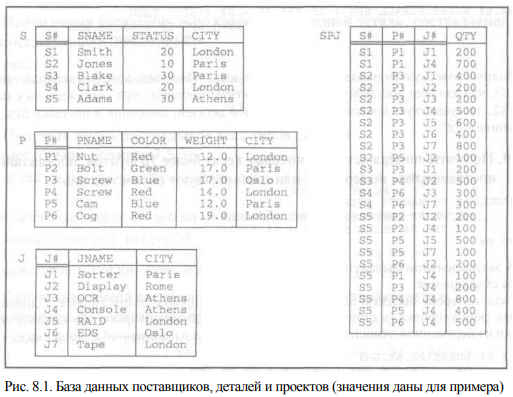 S
S# SNAME STATUS CITY
S1 Smith 20 London
S2 Jones 10 Paris
S3 Blake 30 Paris
S4 Clark 20 London
S5 Adams 30 Athens
P
P# PNAME COLOR WEIGHT CITY
P1 Nut Red 12.0 London
P2 Bolt Green 17.0 Paris
P3 Screw Blue 17.0 Oslo
P4 Screw Red 14.0 London
P5 Cam Blue 12.0 Paris
P6 Cog Red 19.0 London
J
J# JNAME CITY
J1 Sorter Paris
J2 Display Rome
J3 OCR Athens
J4 Console Athens
J5 RAID London
J6 EDS Oslo
J7 Tape London
SPJ
S# P# J# QTY
S1 P1 J1 200
S1 P1 J4 700
S2 P3 J1 400
S2 P3 J2 200
S2 P3 J3 200
S2 P3 J4 500
S2 P3 J5 600
S2 P3 J6 400
S2 P3 J7 800
S2 P5 J2 100
S3 P3 J1 200
S3 P4 J2 500
S4 P6 J3 300
S4 P6 J7 300
S5 P2 J2 200
S5 P2 J4 100
S5 P5 J5 500
S5 P5 J7 100
S5 P6 J2 200
S5 P1 J4 100
S5 P3 J4 200
S5 P4 J4 800
S5 P5 J4 400
S5 P6 J4 500
Рис. 8.1. База данных поставщиков, деталей и проектов (значения даны для примера)